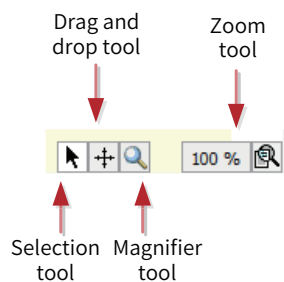 Drag and
drop tool
Zoom
tool
100 %
Selection
tool
Magnifier
tool